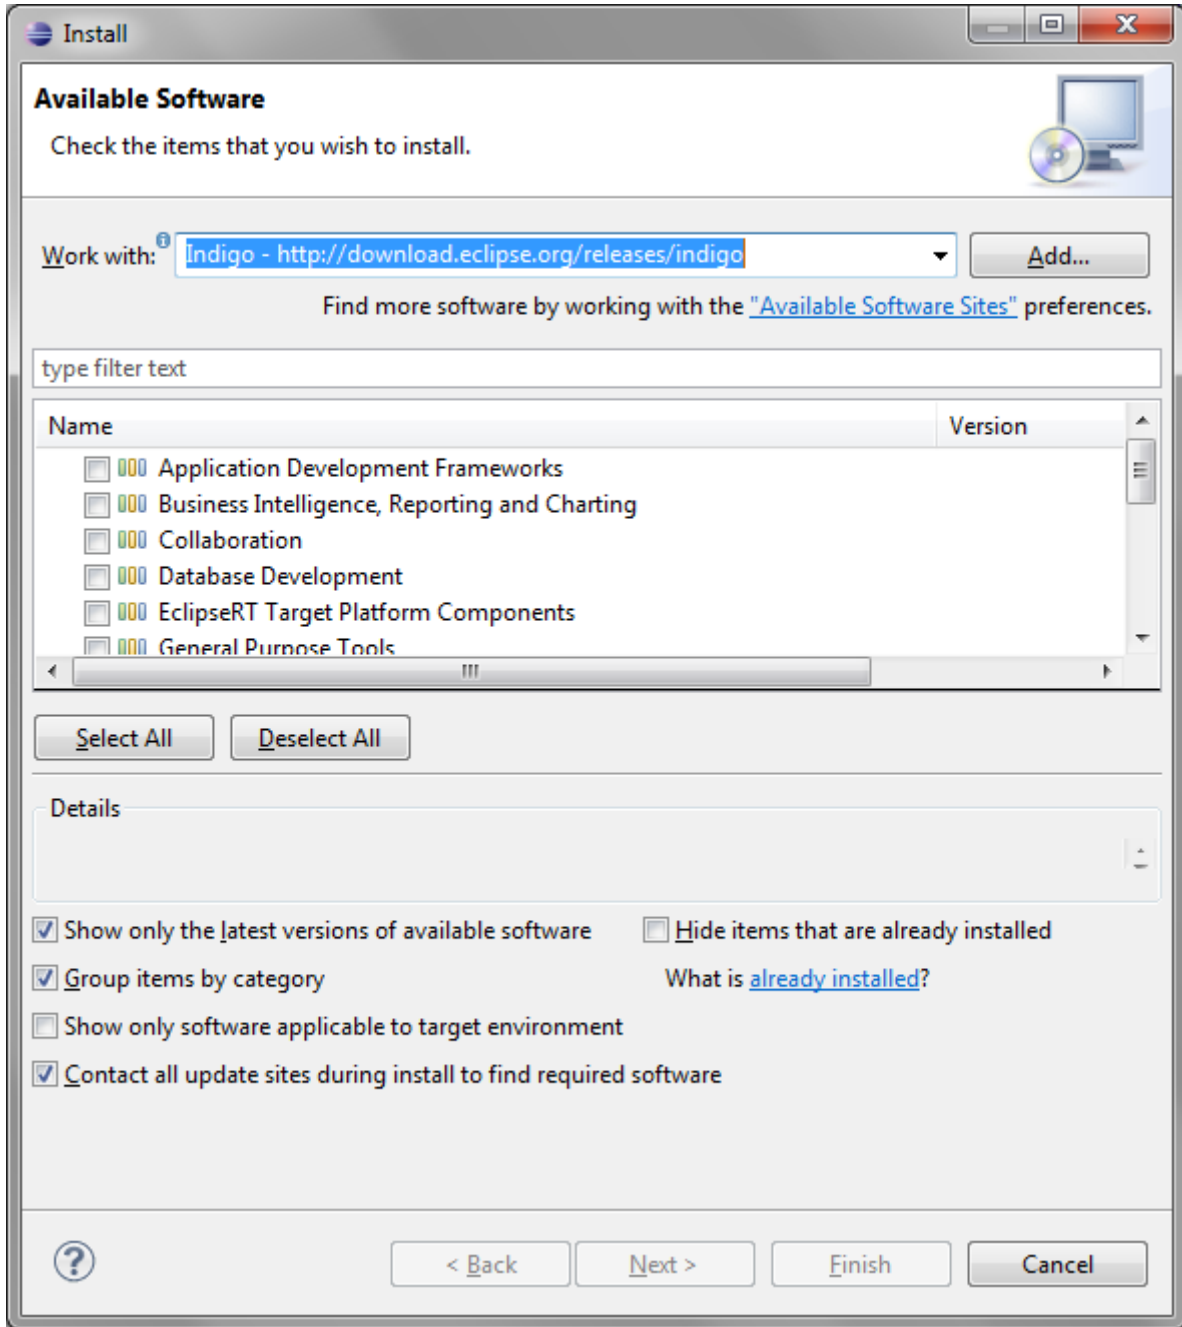 Install
Available Software
Check the items that you wish to install.
Work with: Indigo - http://download.eclipse.org/releases/indigo Add...
Find more software by working with the "Available Software Sites" preferences.
type filter text
Name Version
Application Development Frameworks
Business Intelligence, Reporting and Charting
Collaboration
Database Development
EclipseRT Target Platform Components
General Purpose Tools
Select All Deselect All
Details
Show only the latest versions of available software Hide items that are already installed
Group items by category What is already installed?
Show only software applicable to target environment
Contact all update sites during install to find required software
< Back Next > Finish Cancel